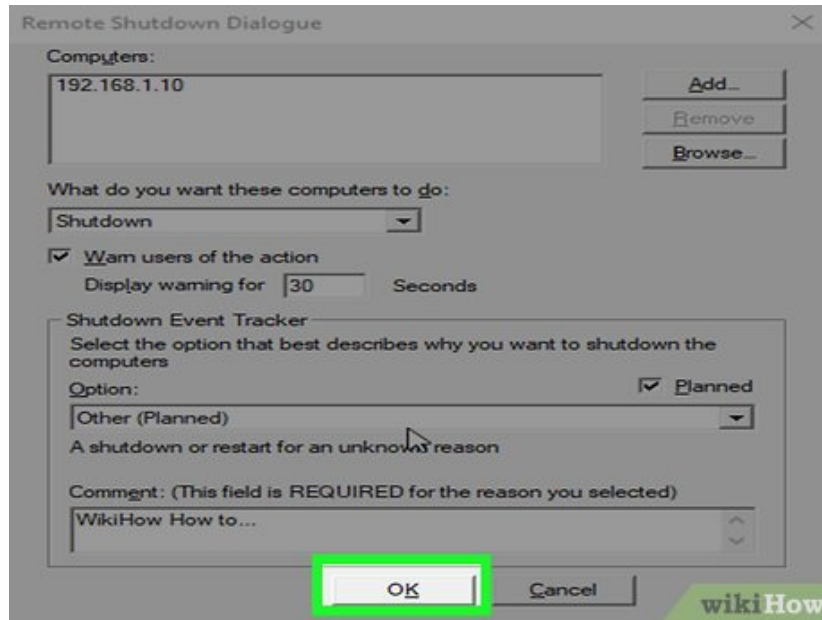 Remote Shutdown Dialogue
Computers:
192.168.1.10
Add...
Remove
Browse...
What do you want these computers to do:
Shutdown
Warn users of the action
Display warning for 30 Seconds
Shutdown Event Tracker
Select the option that best describes why you want to shutdown the
computers
Option:
Planned
Other (Planned)
A shutdown or restart for an unknown reason
Comment: (This field is REQUIRED for the reason you selected)
WikiHow How to...
OK
Cancel
wikiHow